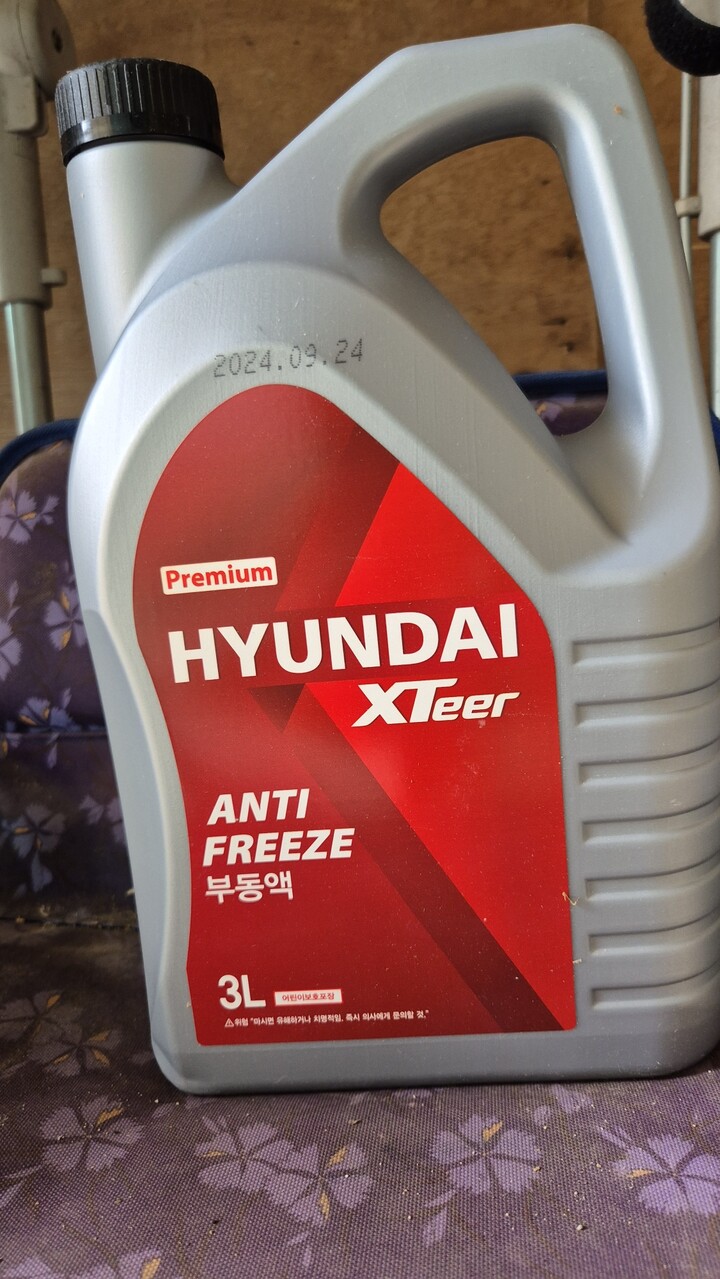 2024.09.24
Premium
HYUNDAI
XTeer
ANTI
FREEZE
부동액
3L 어린이보호포장
⚠위험 "마시면 유해하거나 치명적임. 즉시 의사에게 문의할 것."